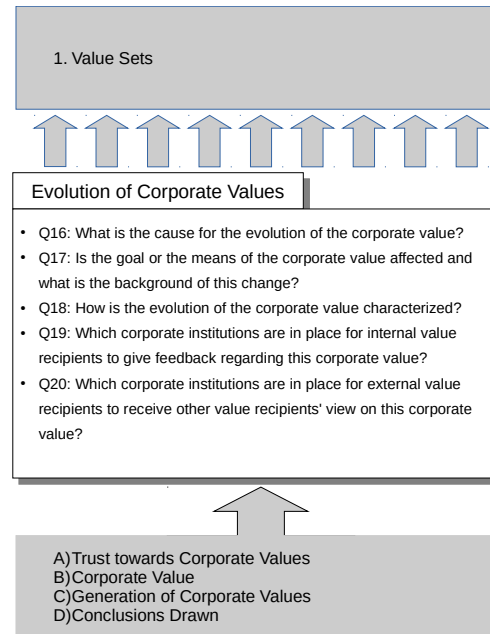 1. Value Sets
Evolution of Corporate Values
• Q16: What is the cause for the evolution of the corporate value?
• Q17: Is the goal or the means of the corporate value affected and
what is the background of this change?
• Q18: How is the evolution of the corporate value characterized?
• Q19: Which corporate institutions are in place for internal value
recipients to give feedback regarding this corporate value?
• Q20: Which corporate institutions are in place for external value
recipients to receive other value recipients' view on this corporate
value?
A)Trust towards Corporate Values
B)Corporate Value
C)Generation of Corporate Values
D)Conclusions Drawn